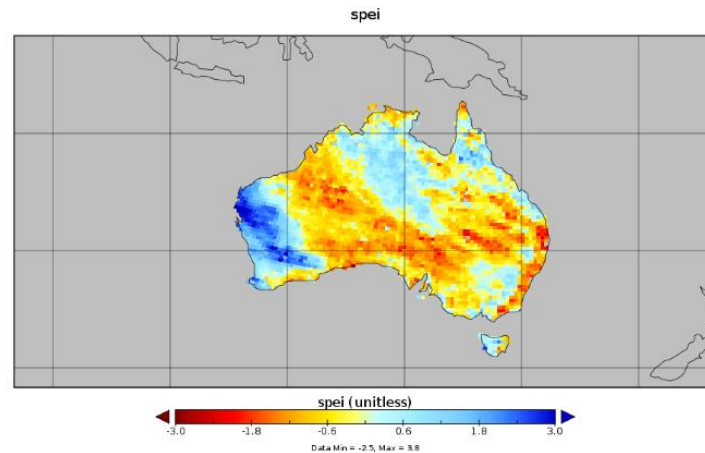 spei
spei (unitless)
-3.0 -1.8 -0.6 0.6 1.8 3.0
Data Min = -2.5, Max = 3.8